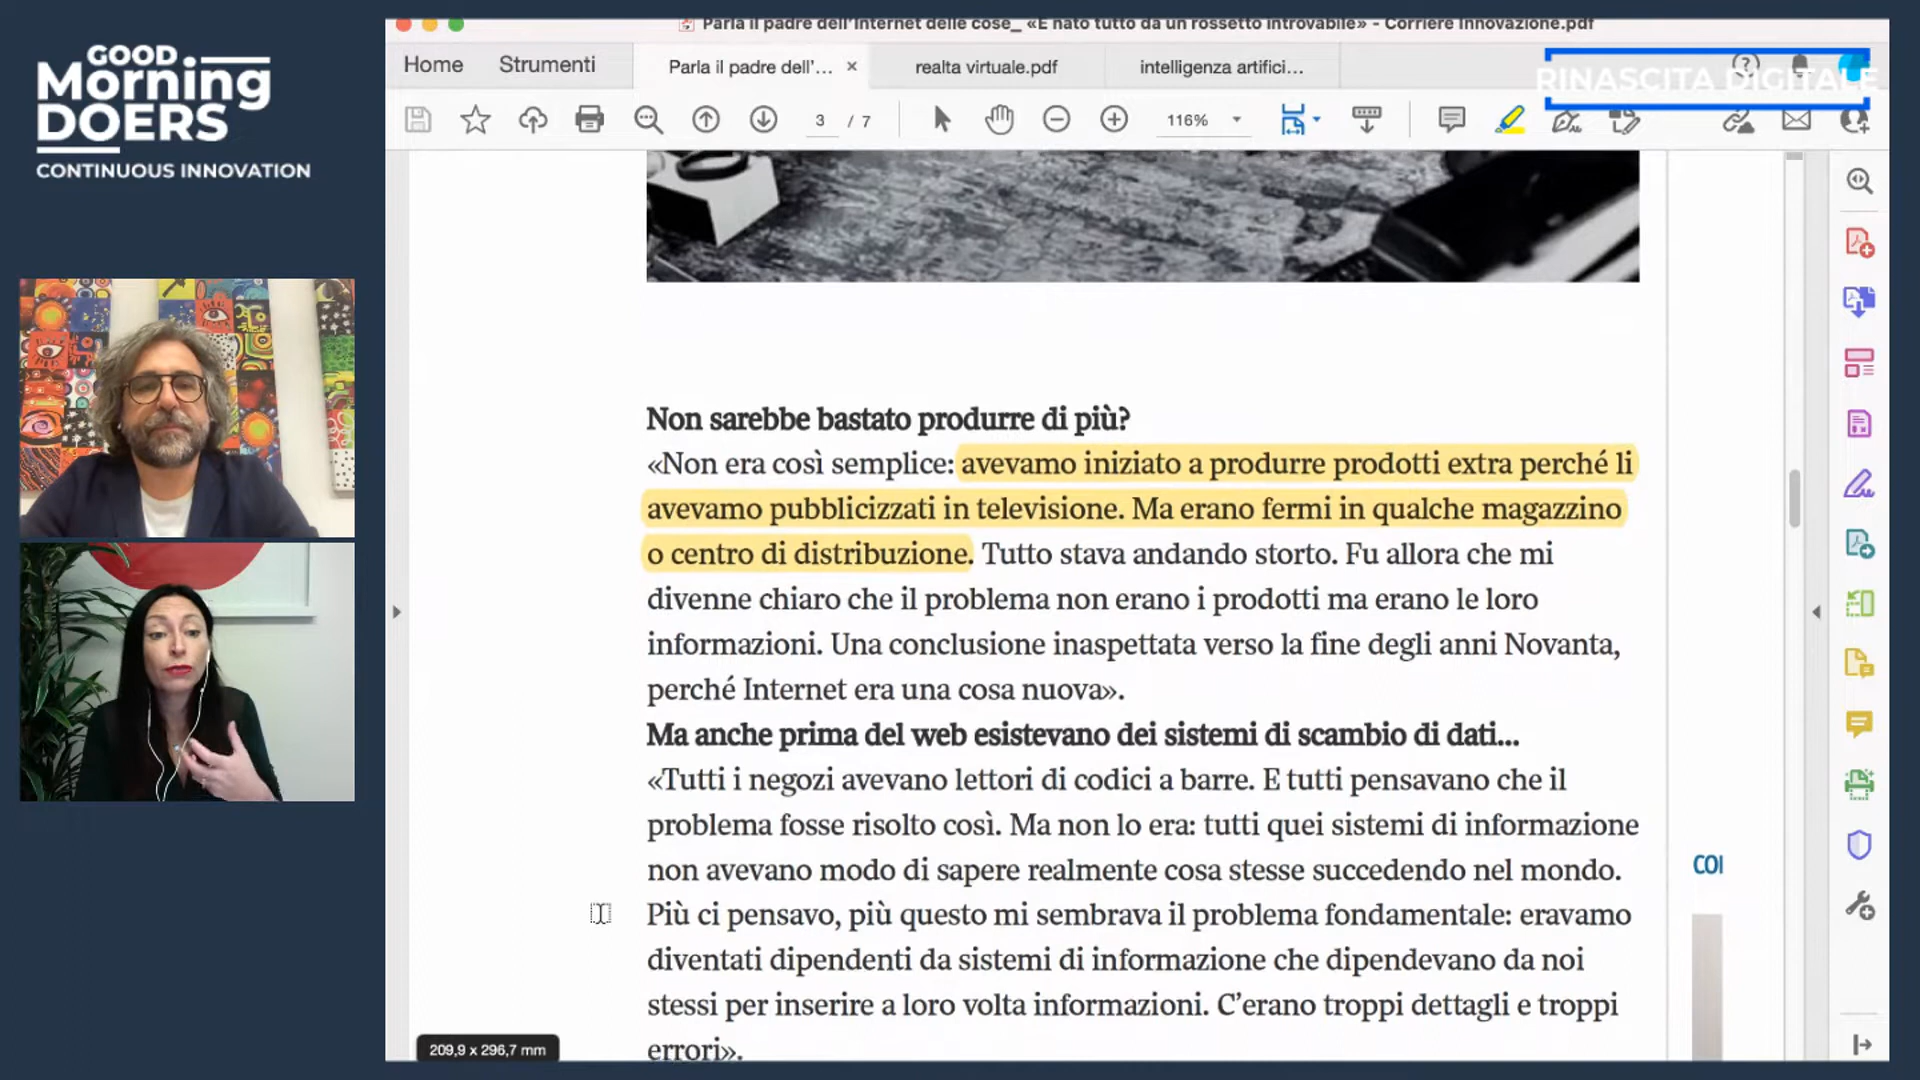 GOOD
Morning
DOERS
CONTINUOUS INNOVATION
Parla il padre dell'Internet delle cose_ «È nato tutto da un rossetto introvabile» - Corriere Innovazione.pdf
Home
Strumenti
Parla il padre dell'...
realta virtuale.pdf
intelligenza artifici...
RINASCITA DIGITALE
3 / 7
116%
Non sarebbe bastato produrre di più?
«Non era così semplice: avevamo iniziato a produrre prodotti extra perché li
avevamo pubblicizzati in televisione. Ma erano fermi in qualche magazzino
o centro di distribuzione. Tutto stava andando storto. Fu allora che mi
divenne chiaro che il problema non erano i prodotti ma erano le loro
informazioni. Una conclusione inaspettata verso la fine degli anni Novanta,
perché Internet era una cosa nuova».
Ma anche prima del web esistevano dei sistemi di scambio di dati...
«Tutti i negozi avevano lettori di codici a barre. E tutti pensavano che il
problema fosse risolto così. Ma non lo era: tutti quei sistemi di informazione
non avevano modo di sapere realmente cosa stesse succedendo nel mondo.
Più ci pensavo, più questo mi sembrava il problema fondamentale: eravamo
diventati dipendenti da sistemi di informazione che dipendevano da noi
stessi per inserire a loro volta informazioni. C'erano troppi dettagli e troppi
errori».
COI
209,9 x 296,7 mm